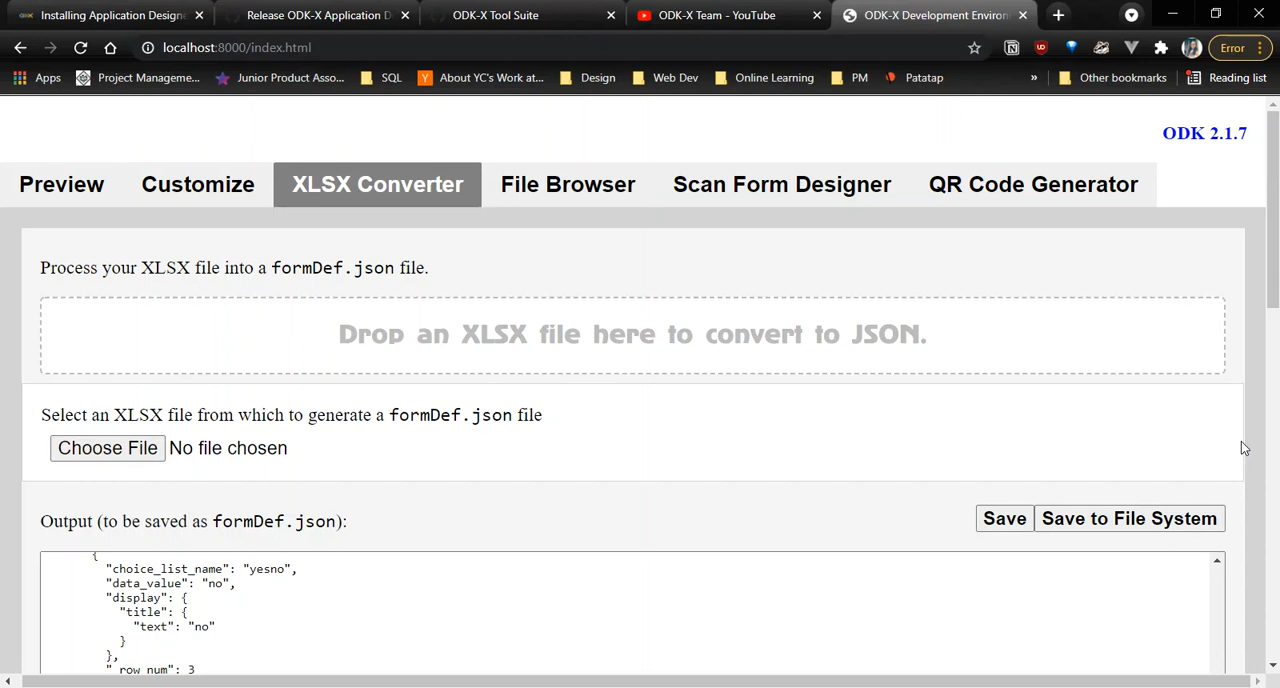 Installing Application Designe
Release ODK-X Application D
ODK-X Tool Suite
ODK-X Team - YouTube
ODK-X Development Environ
localhost:8000/index.html
Error
Apps
Project Manageme...
Junior Product Asso...
SQL
About YC's Work at...
Design
Web Dev
Online Learning
PM
Patatap
»
Other bookmarks
Reading list
ODK 2.1.7
Preview
Customize
XLSX Converter
File Browser
Scan Form Designer
QR Code Generator
Process your XLSX file into a formDef.json file.
Drop an XLSX file here to convert to JSON.
Select an XLSX file from which to generate a formDef.json file
Choose File No file chosen
Output (to be saved as formDef.json):
Save
Save to File System
{
"choice_list_name": "yesno",
"data_value": "no",
"display": {
"title": {
"text": "no"
}
},
"_row_num": 3